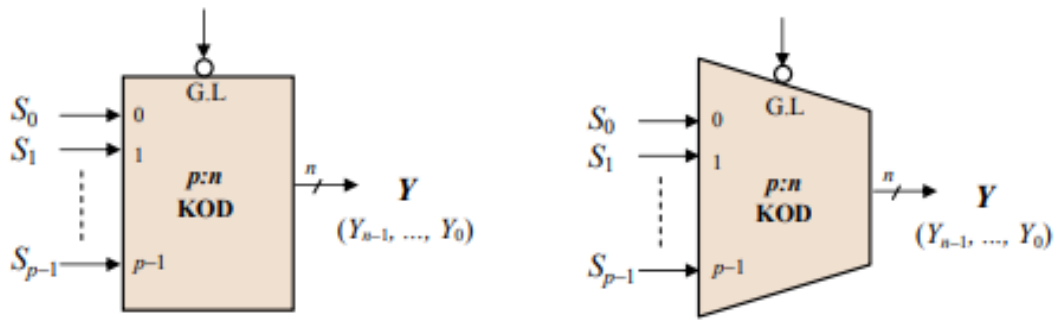 G.L
S₀ 0
S₁ 1
p:n
KOD
n
Y
(Yₙ₋₁, ..., Y₀)
Sₚ₋₁ p–1
G.L
S₀ 0
S₁ 1
p:n
KOD
n
Y
(Yₙ₋₁, ..., Y₀)
Sₚ₋₁ p–1